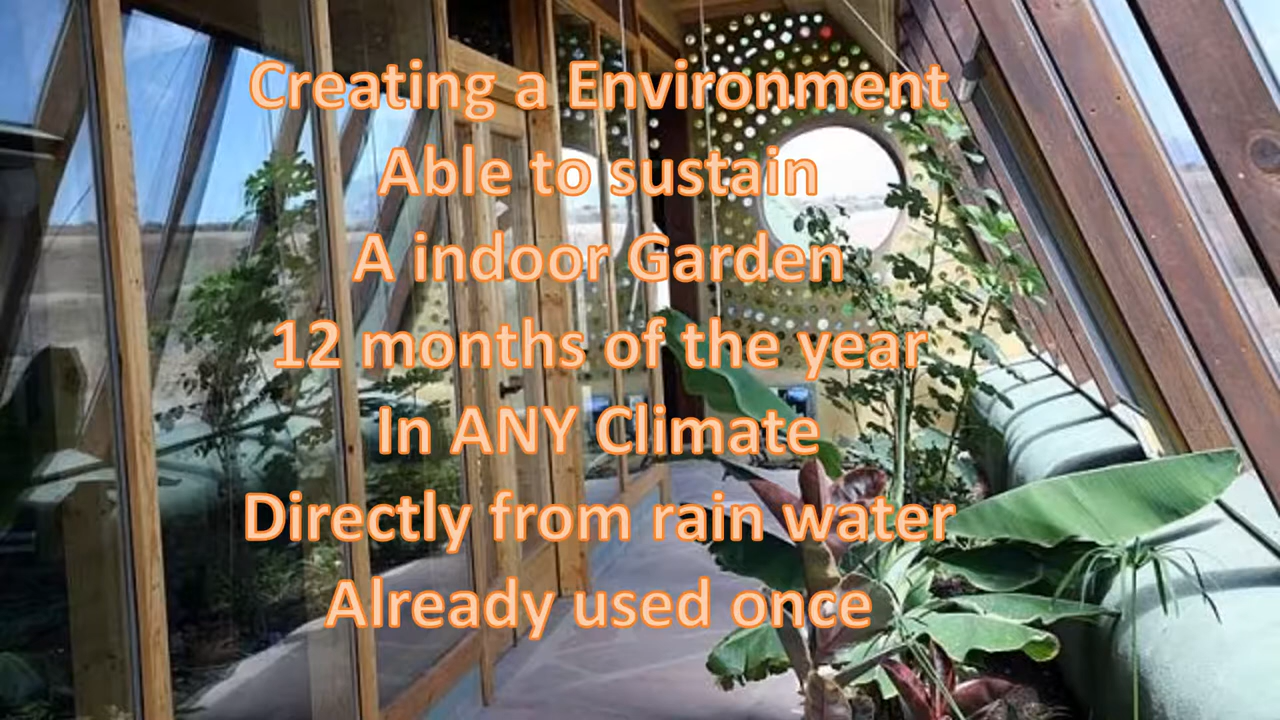 Creating a Environment
Able to sustain
A indoor Garden
12 months of the year
In ANY Climate
Directly from rain water
Already used once